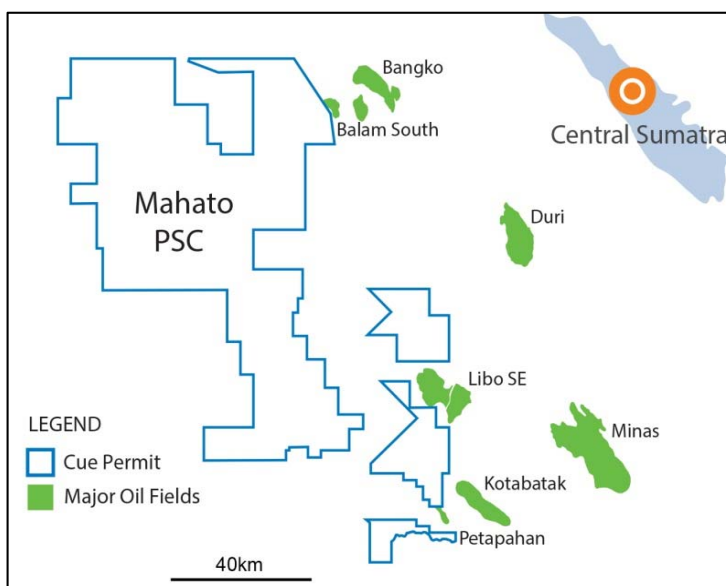 Bangko
Balam South
Central Sumatra
Mahato
PSC
Duri
Libo SE
Minas
LEGEND
Cue Permit
Major Oil Fields
Kotabatak
Petapahan
40km